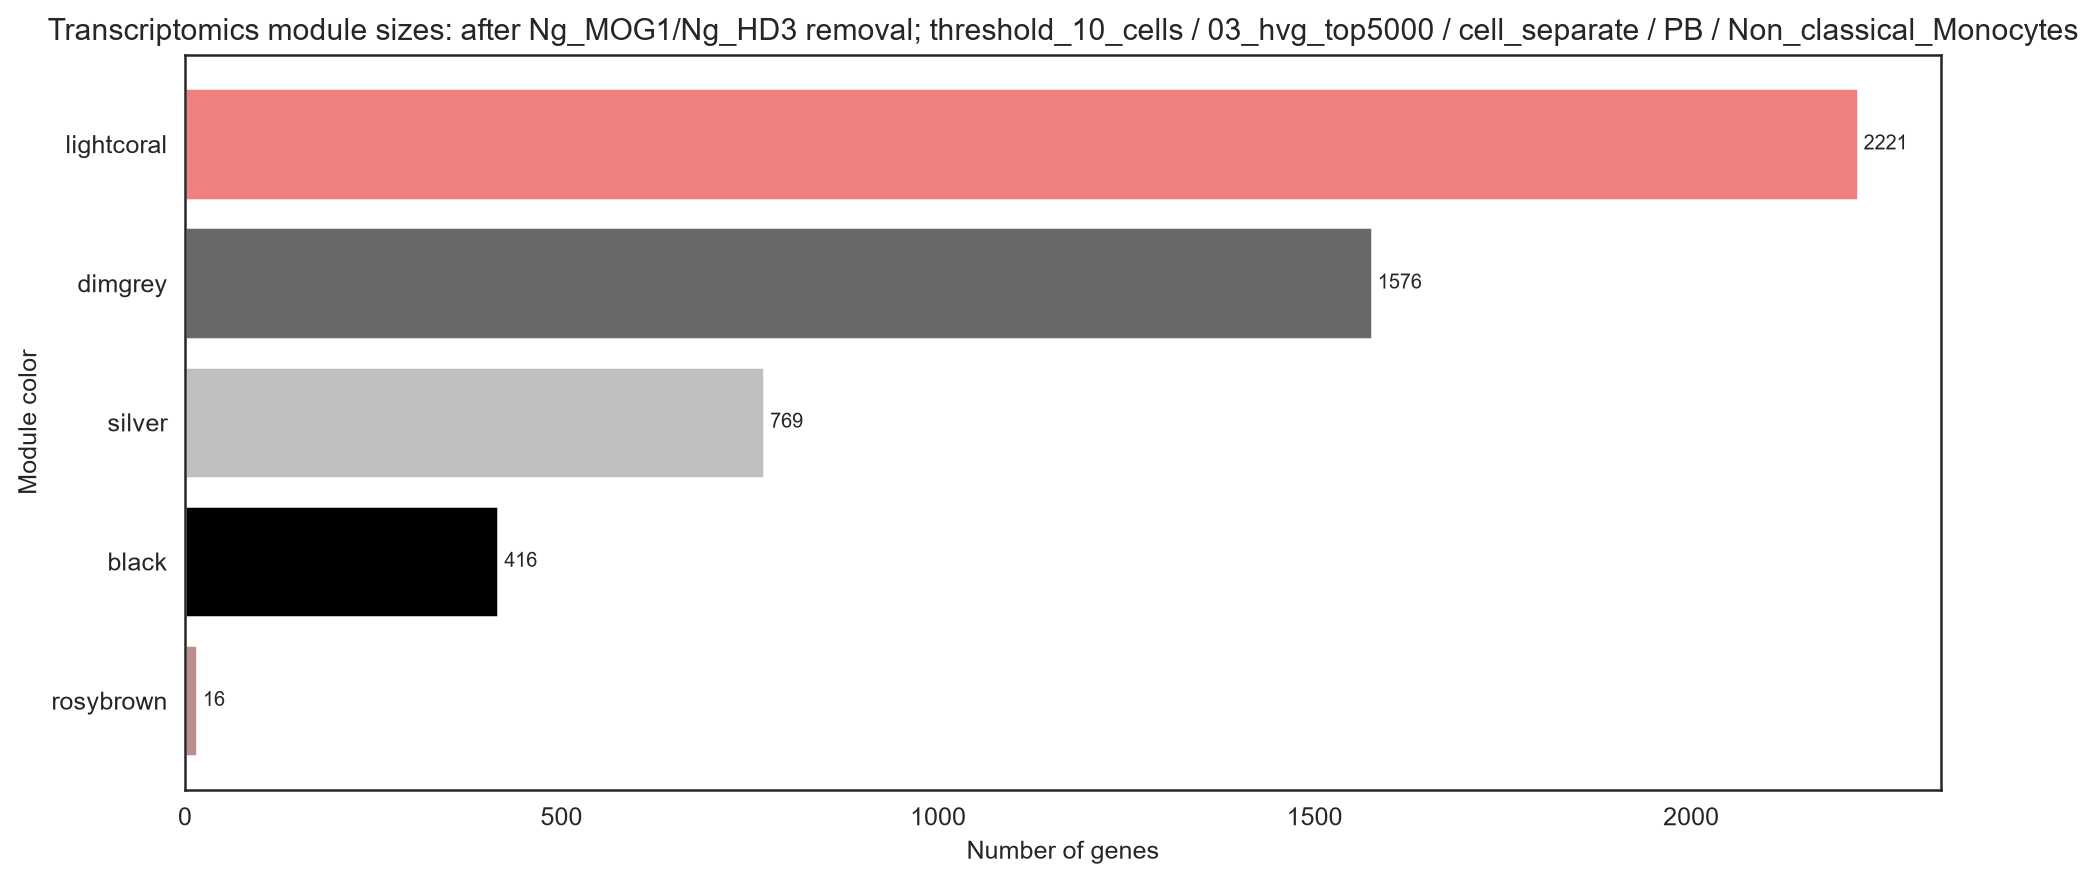 Transcriptomics module sizes: after Ng_MOG1/Ng_HD3 removal; threshold_10_cells / 03_hvg_top5000 / cell_separate / PB / Non_classical_Monocytes
lightcoral
2221
dimgrey
1576
silver
769
black
416
rosybrown
16
Module color
0
500
1000
1500
2000
Number of genes